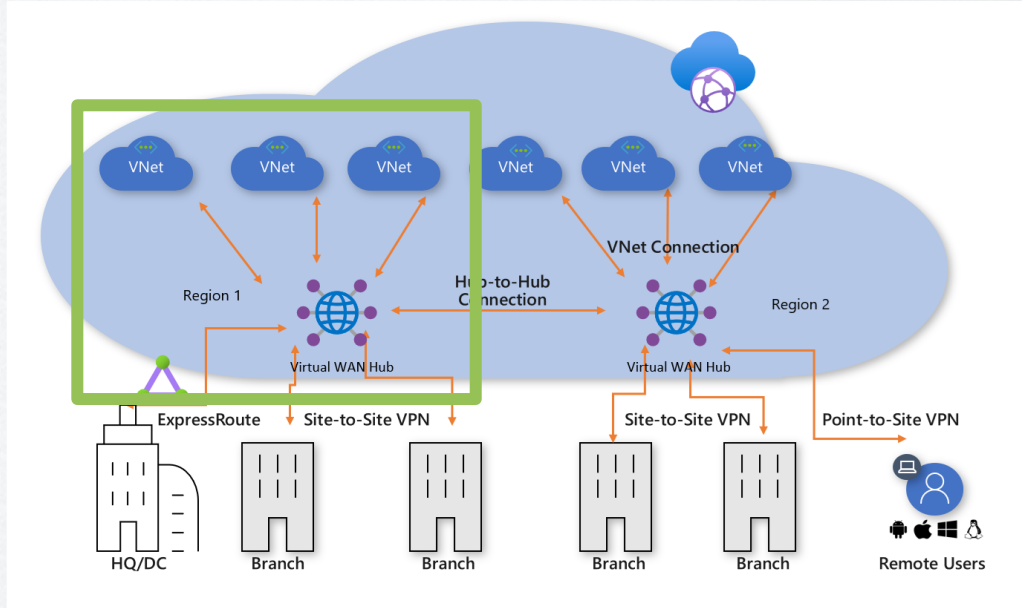 VNet
VNet
VNet
VNet
VNet
VNet
VNet Connection
Hub-to-Hub
Connection
Region 1
Region 2
Virtual WAN Hub
Virtual WAN Hub
ExpressRoute
Site-to-Site VPN
Site-to-Site VPN
Point-to-Site VPN
HQ/DC
Branch
Branch
Branch
Branch
Remote Users